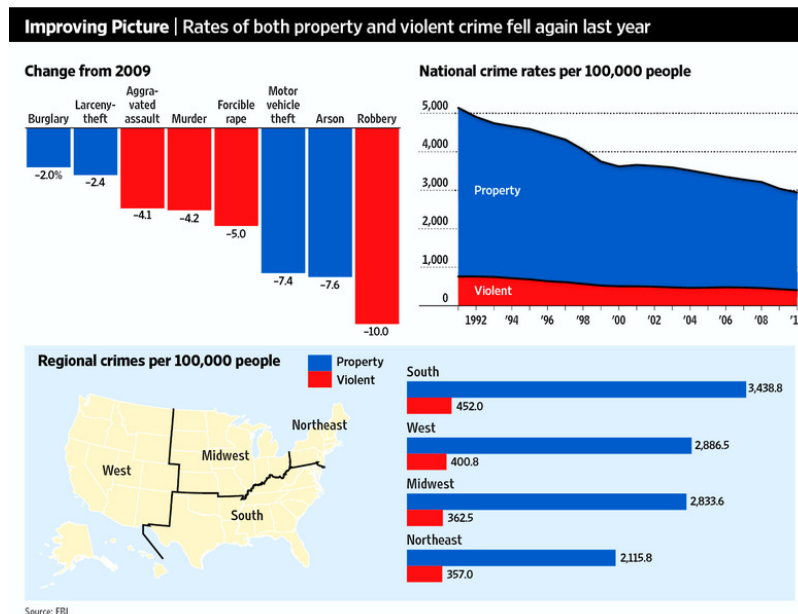 Improving Picture | Rates of both property and violent crime fell again last year
Change from 2009
Burglary
Larceny-
theft
Aggra-
vated
assault
Murder
Forcible
rape
Motor
vehicle
theft
Arson
Robbery
–2.0%
–2.4
–4.1
–4.2
–5.0
–7.4
–7.6
–10.0
National crime rates per 100,000 people
5,000
4,000
3,000
2,000
1,000
0
Property
Violent
1992 '94 '96 '98 '00 '02 '04 '06 '08 '1
Regional crimes per 100,000 people
Property
Violent
West
Midwest
Northeast
South
South
3,438.8
452.0
West
2,886.5
400.8
Midwest
2,833.6
362.5
Northeast
2,115.8
357.0
Source: FBI